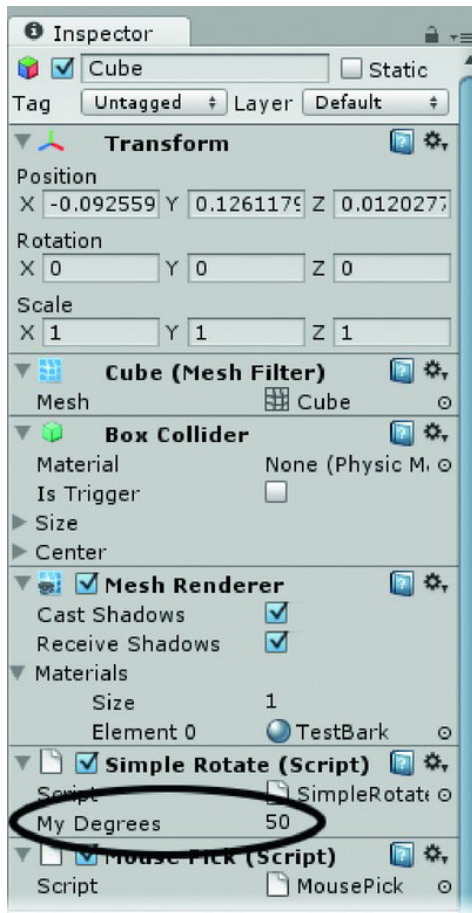 Inspector
Cube Static
Tag Untagged Layer Default
Transform
Position
X -0.092559 Y 0.1261179 Z 0.0120277
Rotation
X 0 Y 0 Z 0
Scale
X 1 Y 1 Z 1
Cube (Mesh Filter)
Mesh Cube
Box Collider
Material None (Physic M
Is Trigger
Size
Center
Mesh Renderer
Cast Shadows
Receive Shadows
Materials
Size 1
Element 0 TestBark
Simple Rotate (Script)
Script SimpleRotate
My Degrees 50
Mouse Pick (Script)
Script MousePick